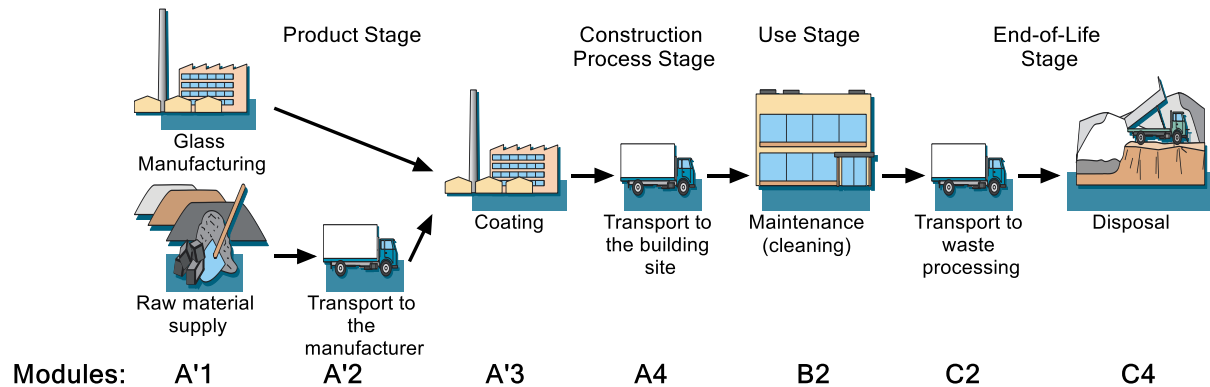 Product Stage
Construction
Process Stage
Use Stage
End-of-Life
Stage
Glass
Manufacturing
Raw material
supply
Transport to
the
manufacturer
Coating
Transport to
the building
site
Maintenance
(cleaning)
Transport to
waste
processing
Disposal
Modules: A'1 A'2 A'3 A4 B2 C2 C4